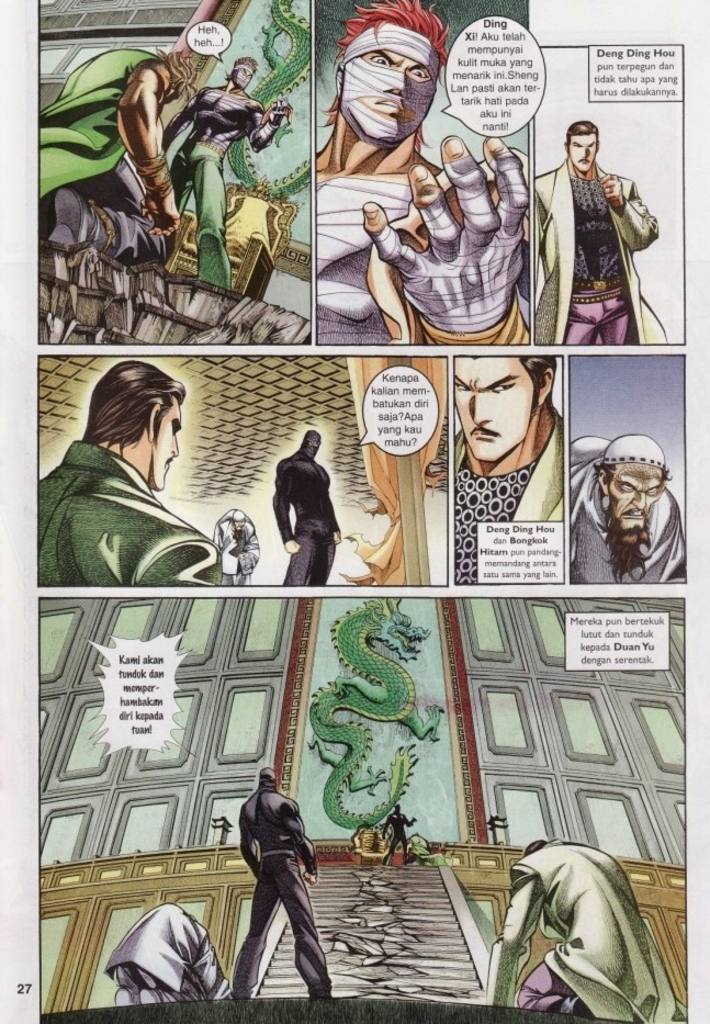 Heh,
heh...!
Ding
Xi! Aku telah
mempunyai
kulit muka yang
menarik ini.Sheng
Lan pasti akan ter-
tarik hati pada
aku ini
nanti!
Deng Ding Hou
pun terpegun dan
tidak tahu apa yang
harus dilakukannya.
Kenapa
kalian mem-
batukan diri
saja?Apa
yang kau
mahu?
Deng Ding Hou
dan Bongkok
Hitam pun pandang-
memandang antara
satu sama yang lain.
Kami akan
tunduk dan
memper-
hambakan
diri kepada
tuan!
Mereka pun bertekuk
lutut dan tunduk
kepada Duan Yu
dengan serentak.
27